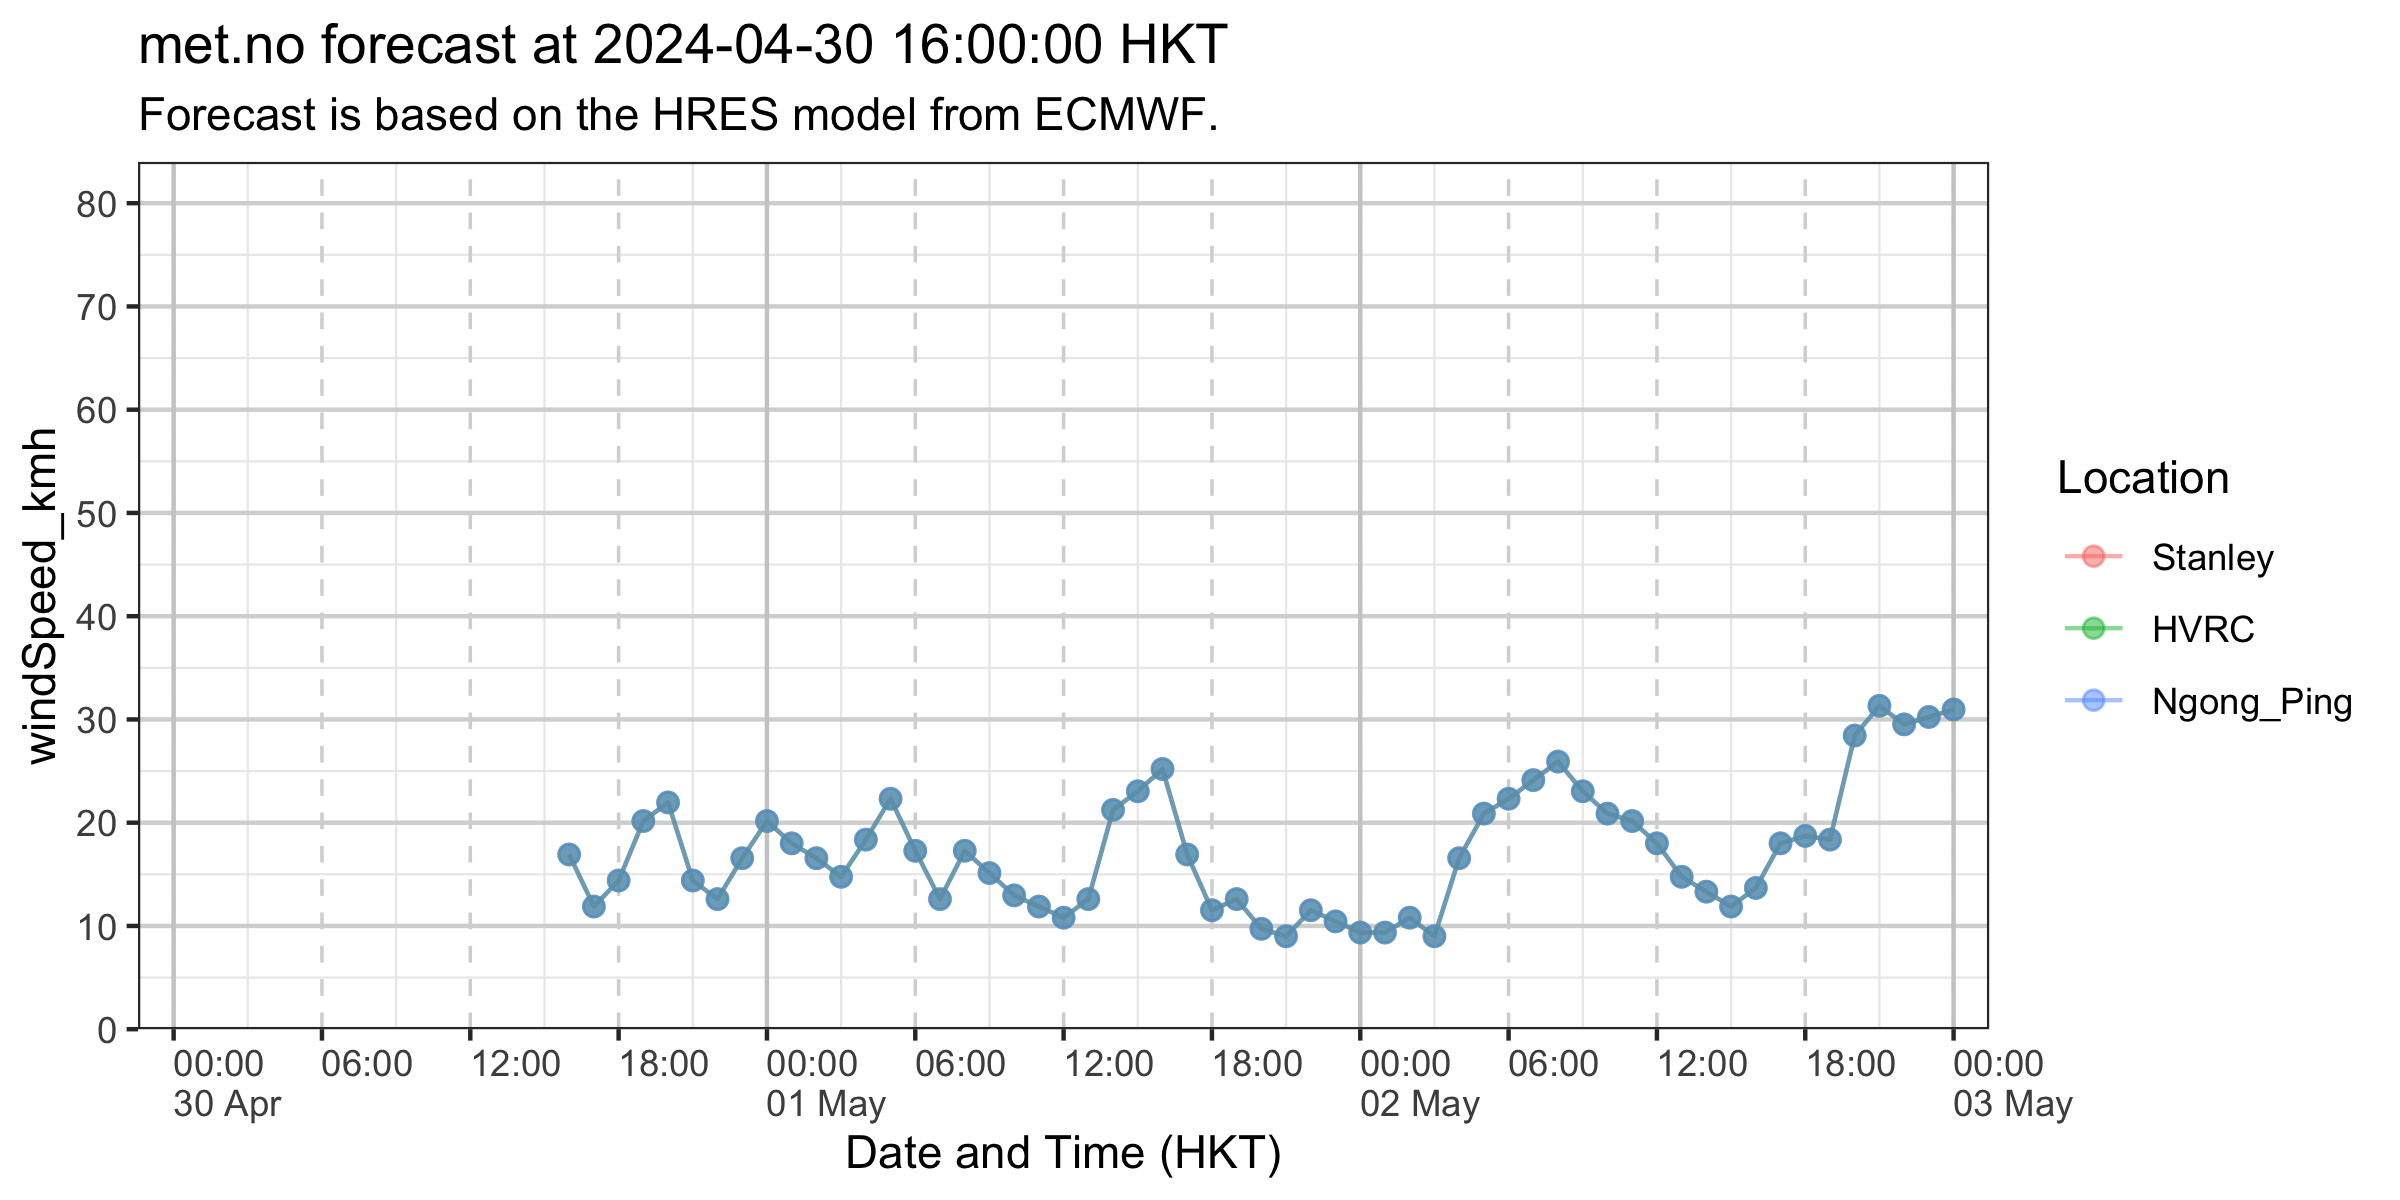 met.no forecast at 2024-04-30 16:00:00 HKT
Forecast is based on the HRES model from ECMWF.
windSpeed_kmh
80
70
60
50
40
30
20
10
0
00:00 06:00 12:00 18:00 00:00 06:00 12:00 18:00 00:00 06:00 12:00 18:00 00:00
30 Apr 01 May 02 May 03 May
Date and Time (HKT)
Location
Stanley
HVRC
Ngong_Ping